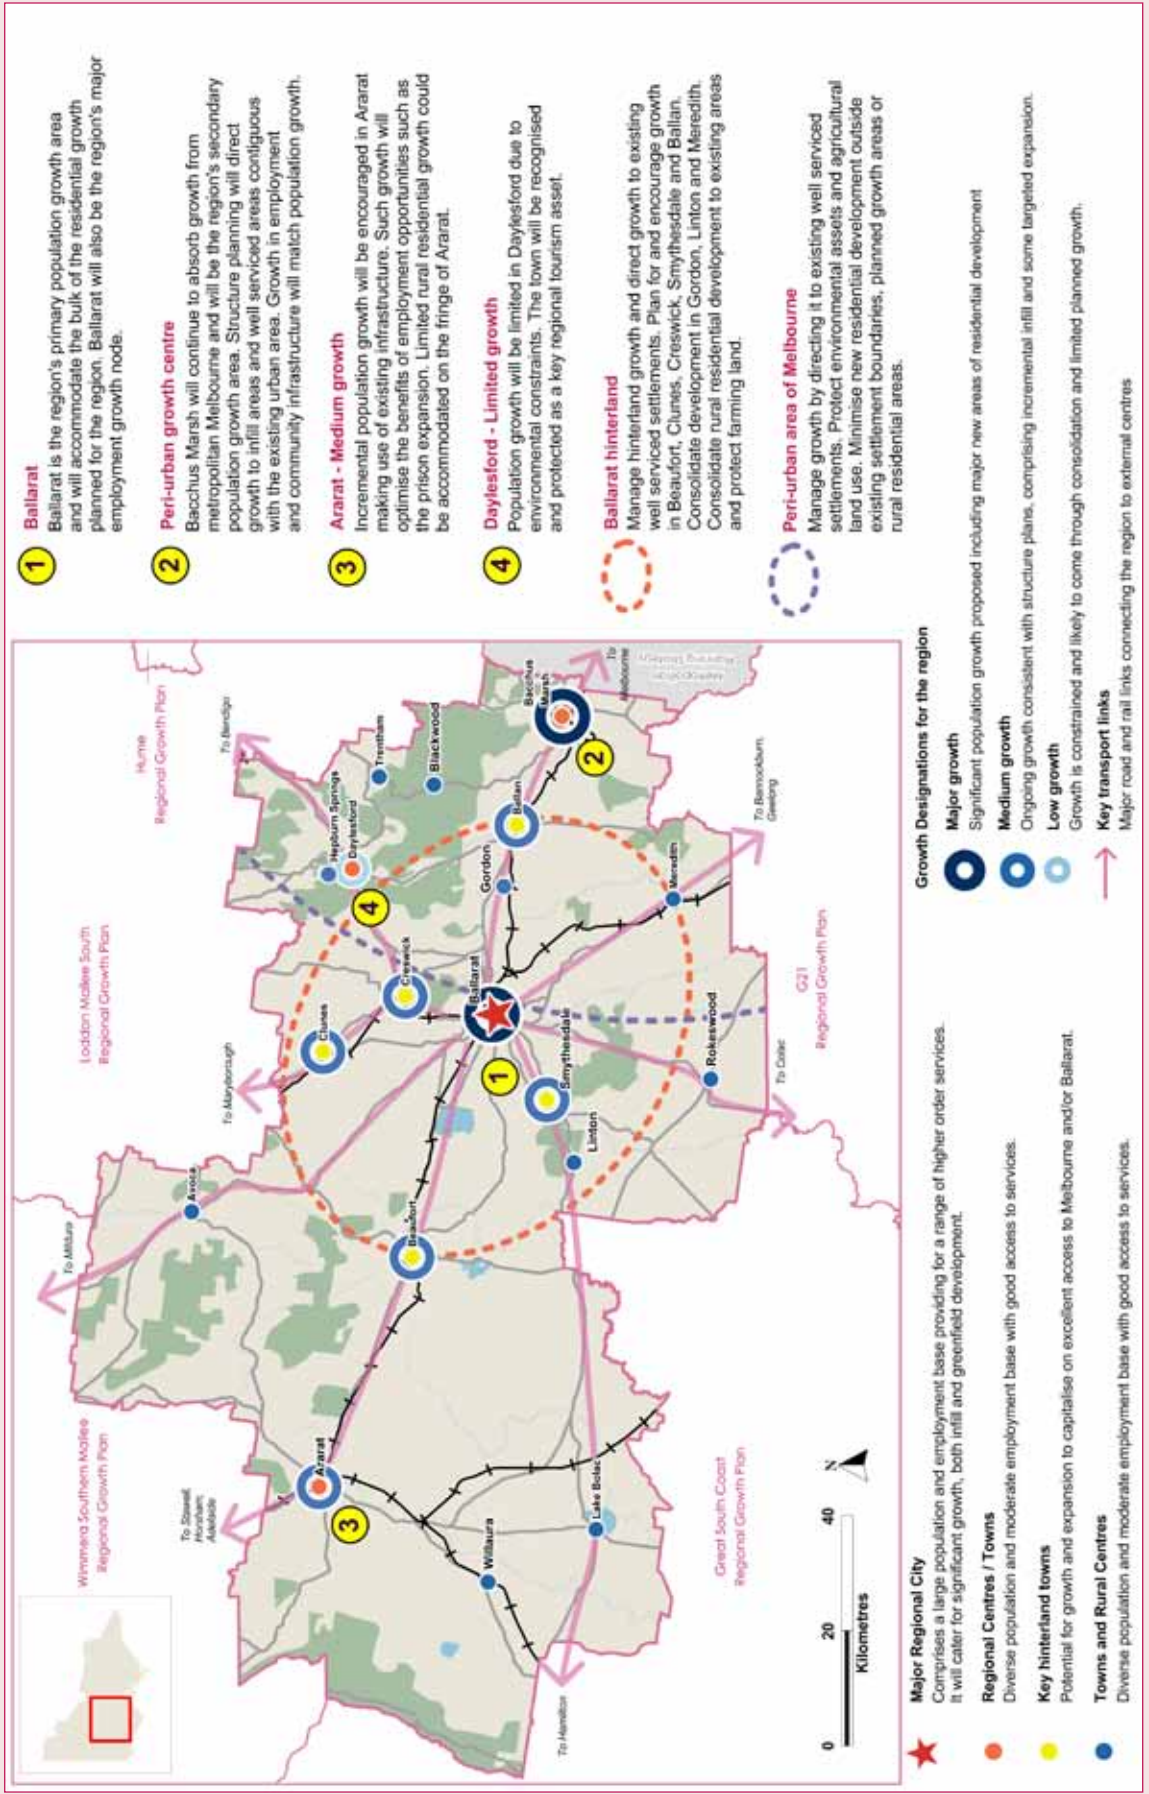 1
Ballarat
Ballarat is the region's primary population growth area
and will accommodate the bulk of the residential growth
planned for the region. Ballarat will also be the region's major
employment growth node.
2
Peri-urban growth centre
Bacchus Marsh will continue to absorb growth from
metropolitan Melbourne and will be the region's secondary
population growth area. Structure planning will direct
growth to infill areas and well serviced areas contiguous
with the existing urban area. Growth in employment
and community infrastructure will match population growth.
3
Ararat - Medium growth
Incremental population growth will be encouraged in Ararat
making use of existing infrastructure. Such growth will
optimise the benefits of employment opportunities such as
the prison expansion. Limited rural residential growth could
be accommodated on the fringe of Ararat.
4
Daylesford - Limited growth
Population growth will be limited in Daylesford due to
environmental constraints. The town will be recognised
and protected as a key regional tourism asset.
Ballarat hinterland
Manage hinterland growth and direct growth to existing
well serviced settlements. Plan for and encourage growth
in Beaufort, Clunes, Creswick, Smythesdale and Ballan.
Consolidate development in Gordon, Linton and Meredith.
Consolidate rural residential development to existing areas
and protect farming land.
Peri-urban area of Melbourne
Manage growth by directing it to existing well serviced
settlements. Protect environmental assets and agricultural
land use. Minimise new residential development outside
existing settlement boundaries, planned growth areas or
rural residential areas.
Wimmera Southern Mallee
Regional Growth Plan
Loddon Mallee South
Regional Growth Plan
Hume
Regional Growth Plan
To Mildura
To Maryborough
To Bendigo
To Stawell,
Horsham,
Adelaide
Avoca
Clunes
Creswick
Hepburn Springs
Daylesford
Trentham
Blackwood
Ararat
3
Beaufort
4
Ballarat
1
Gordon
Ballan
Bacchus
Marsh
2
To
Melbourne
Willaura
Lake Bolac
Linton
Smythesdale
Meredith
Rokeswood
To Hamilton
To Colac
To Bannockburn,
Geelong
Great South Coast
Regional Growth Plan
G21
Regional Growth Plan
0
20
40
Kilometres
N
Major Regional City
Comprises a large population and employment base providing for a range of higher order services.
It will cater for significant growth, both infill and greenfield development.
Regional Centres / Towns
Diverse population and moderate employment base with good access to services.
Key hinterland towns
Potential for growth and expansion to capitalise on excellent access to Melbourne and/or Ballarat.
Towns and Rural Centres
Diverse population and moderate employment base with good access to services.
Growth Designations for the region
Major growth
Significant population growth proposed including major new areas of residential development
Medium growth
Ongoing growth consistent with structure plans, comprising incremental infill and some targeted expansion.
Low growth
Growth is constrained and likely to come through consolidation and limited planned growth.
Key transport links
Major road and rail links connecting the region to external centres